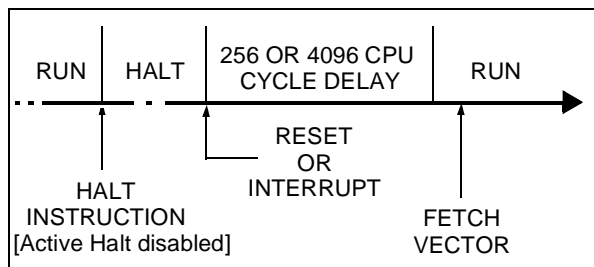 RUN
HALT
256 OR 4096 CPU
CYCLE DELAY
RUN
RESET
OR
INTERRUPT
HALT
INSTRUCTION
[Active Halt disabled]
FETCH
VECTOR